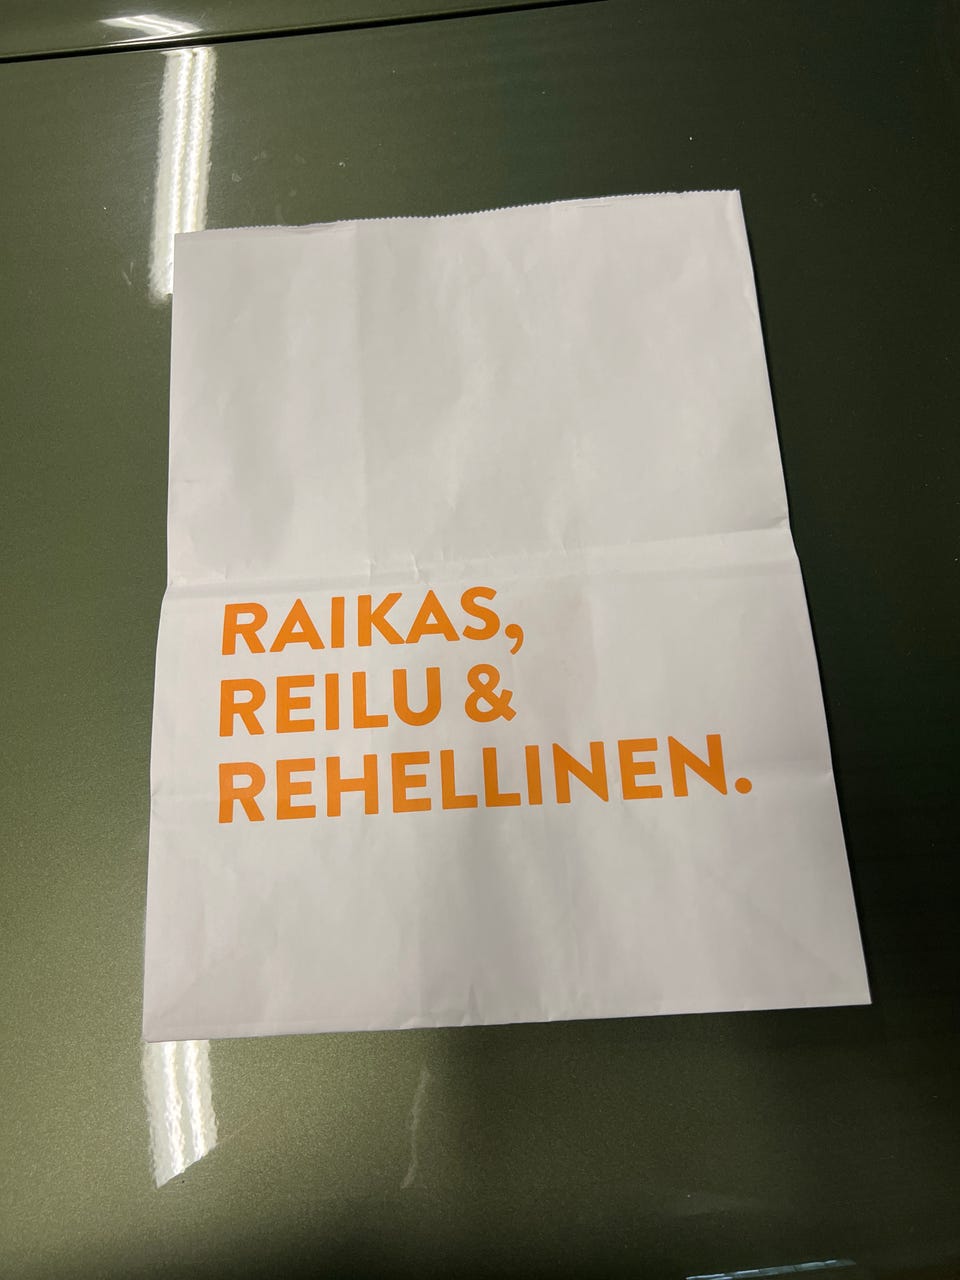 RAIKAS,
REILU &
REHELLINEN.